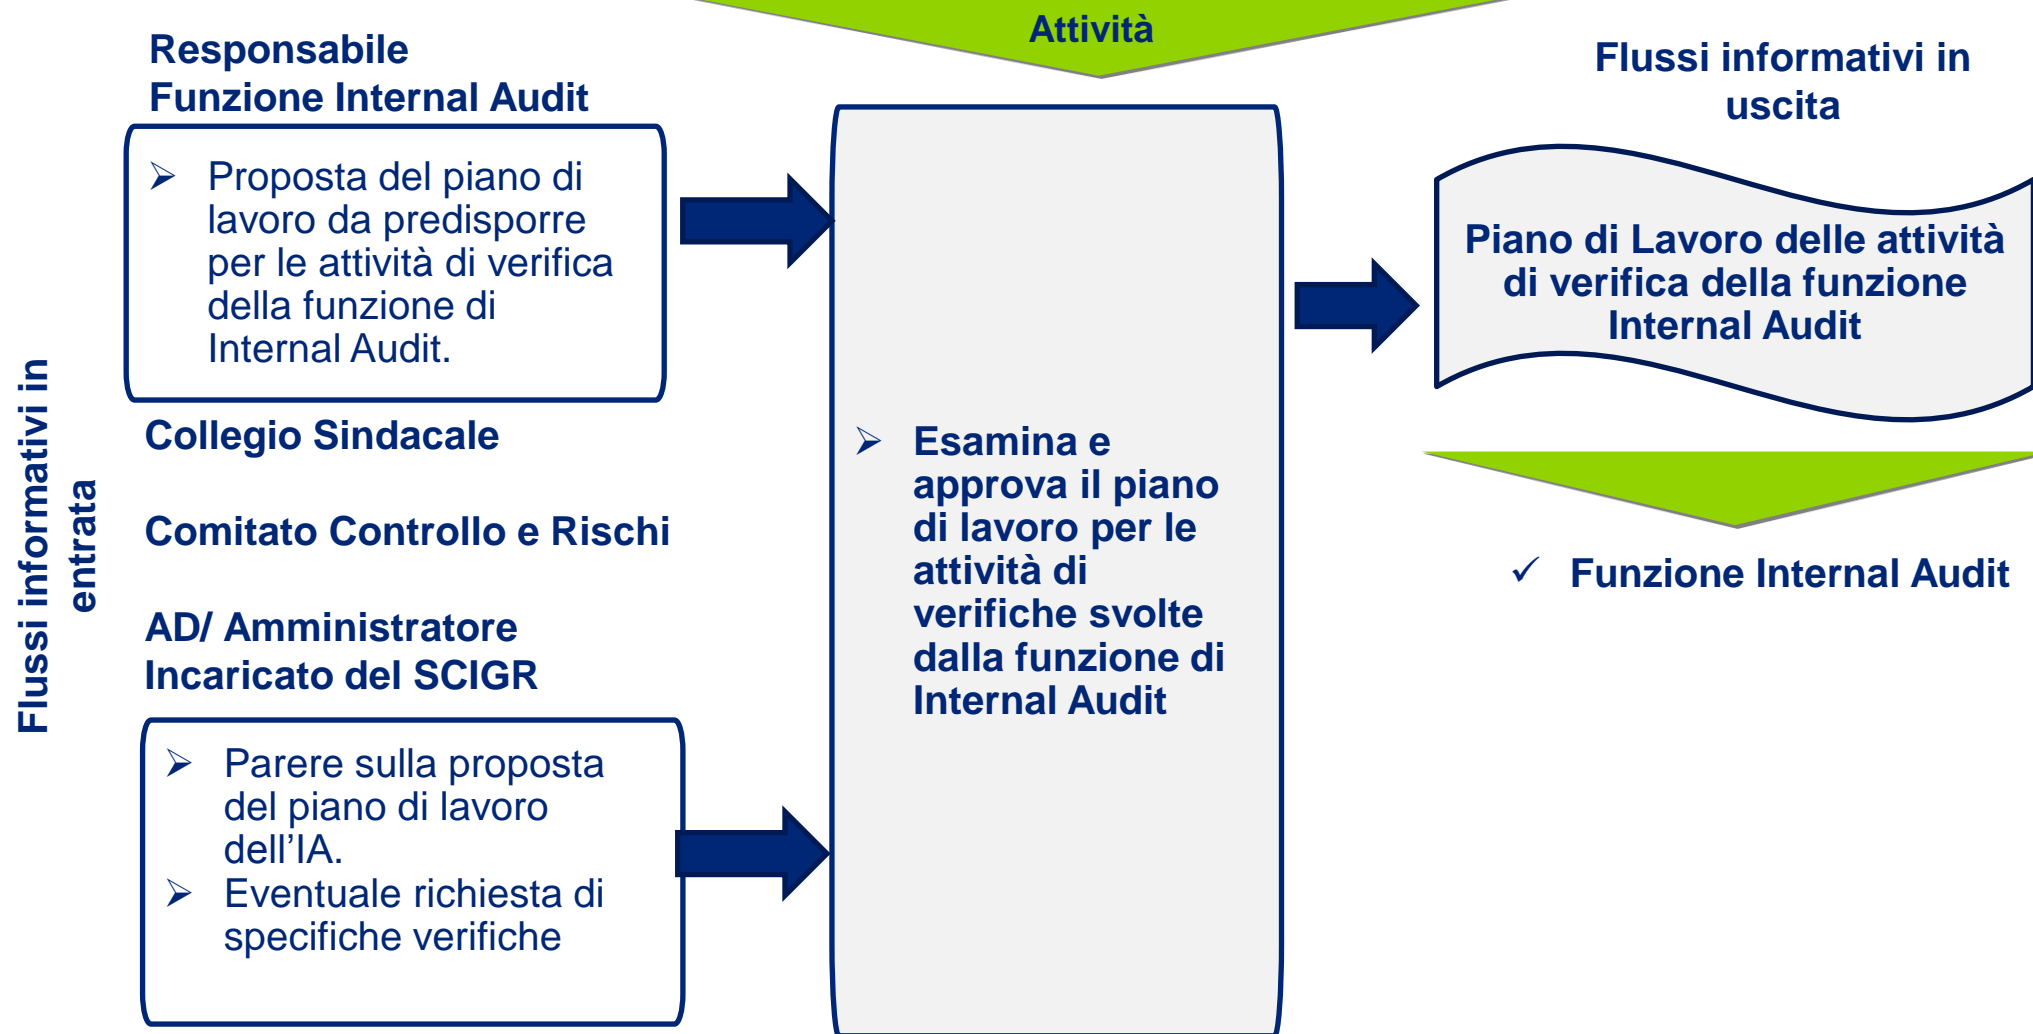 Attività
Responsabile
Funzione Internal Audit
➢ Proposta del piano di
lavoro da predisporre
per le attività di verifica
della funzione di
Internal Audit.
Flussi informativi in
entrata
Collegio Sindacale
Comitato Controllo e Rischi
AD/ Amministratore
Incaricato del SCIGR
➢ Parere sulla proposta
del piano di lavoro
dell’IA.
➢ Eventuale richiesta di
specifiche verifiche
➢ Esamina e
approva il piano
di lavoro per le
attività di
verifiche svolte
dalla funzione di
Internal Audit
Flussi informativi in
uscita
Piano di Lavoro delle attività
di verifica della funzione
Internal Audit
✓ Funzione Internal Audit